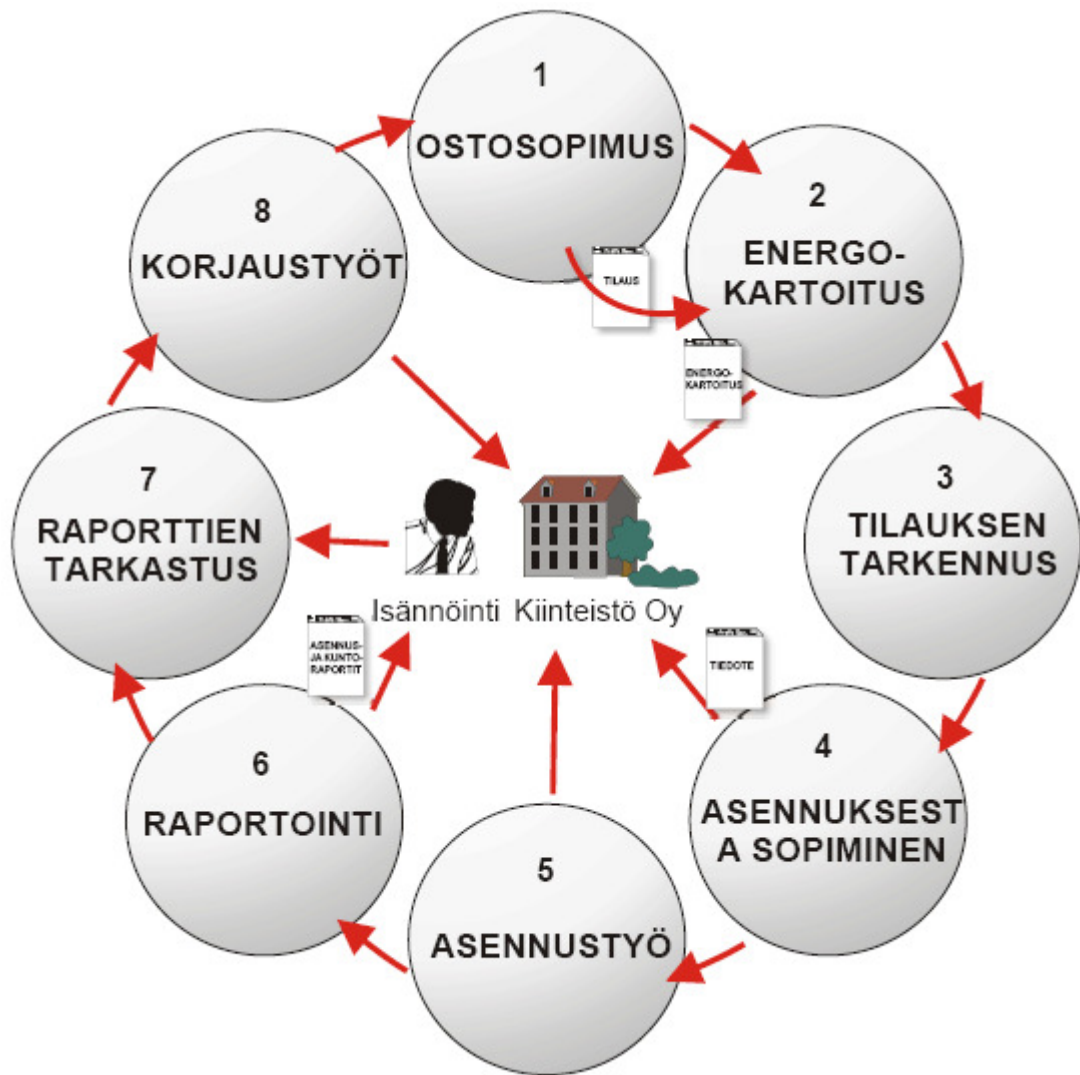 1
OSTOSOPIMUS
2
ENERGO-
KARTOITUS
TILAUS
ENERGO-
KARTOITUS
3
TILAUKSEN
TARKENNUS
4
ASENNUKSEST
A SOPIMINEN
TIEDOTE
5
ASENNUSTYÖ
6
RAPORTOINTI
ASENNUS-
JA KUNTO-
RAPORTIT
7
RAPORTTIEN
TARKASTUS
8
KORJAUSTYÖT
Isännöinti Kiinteistö Oy